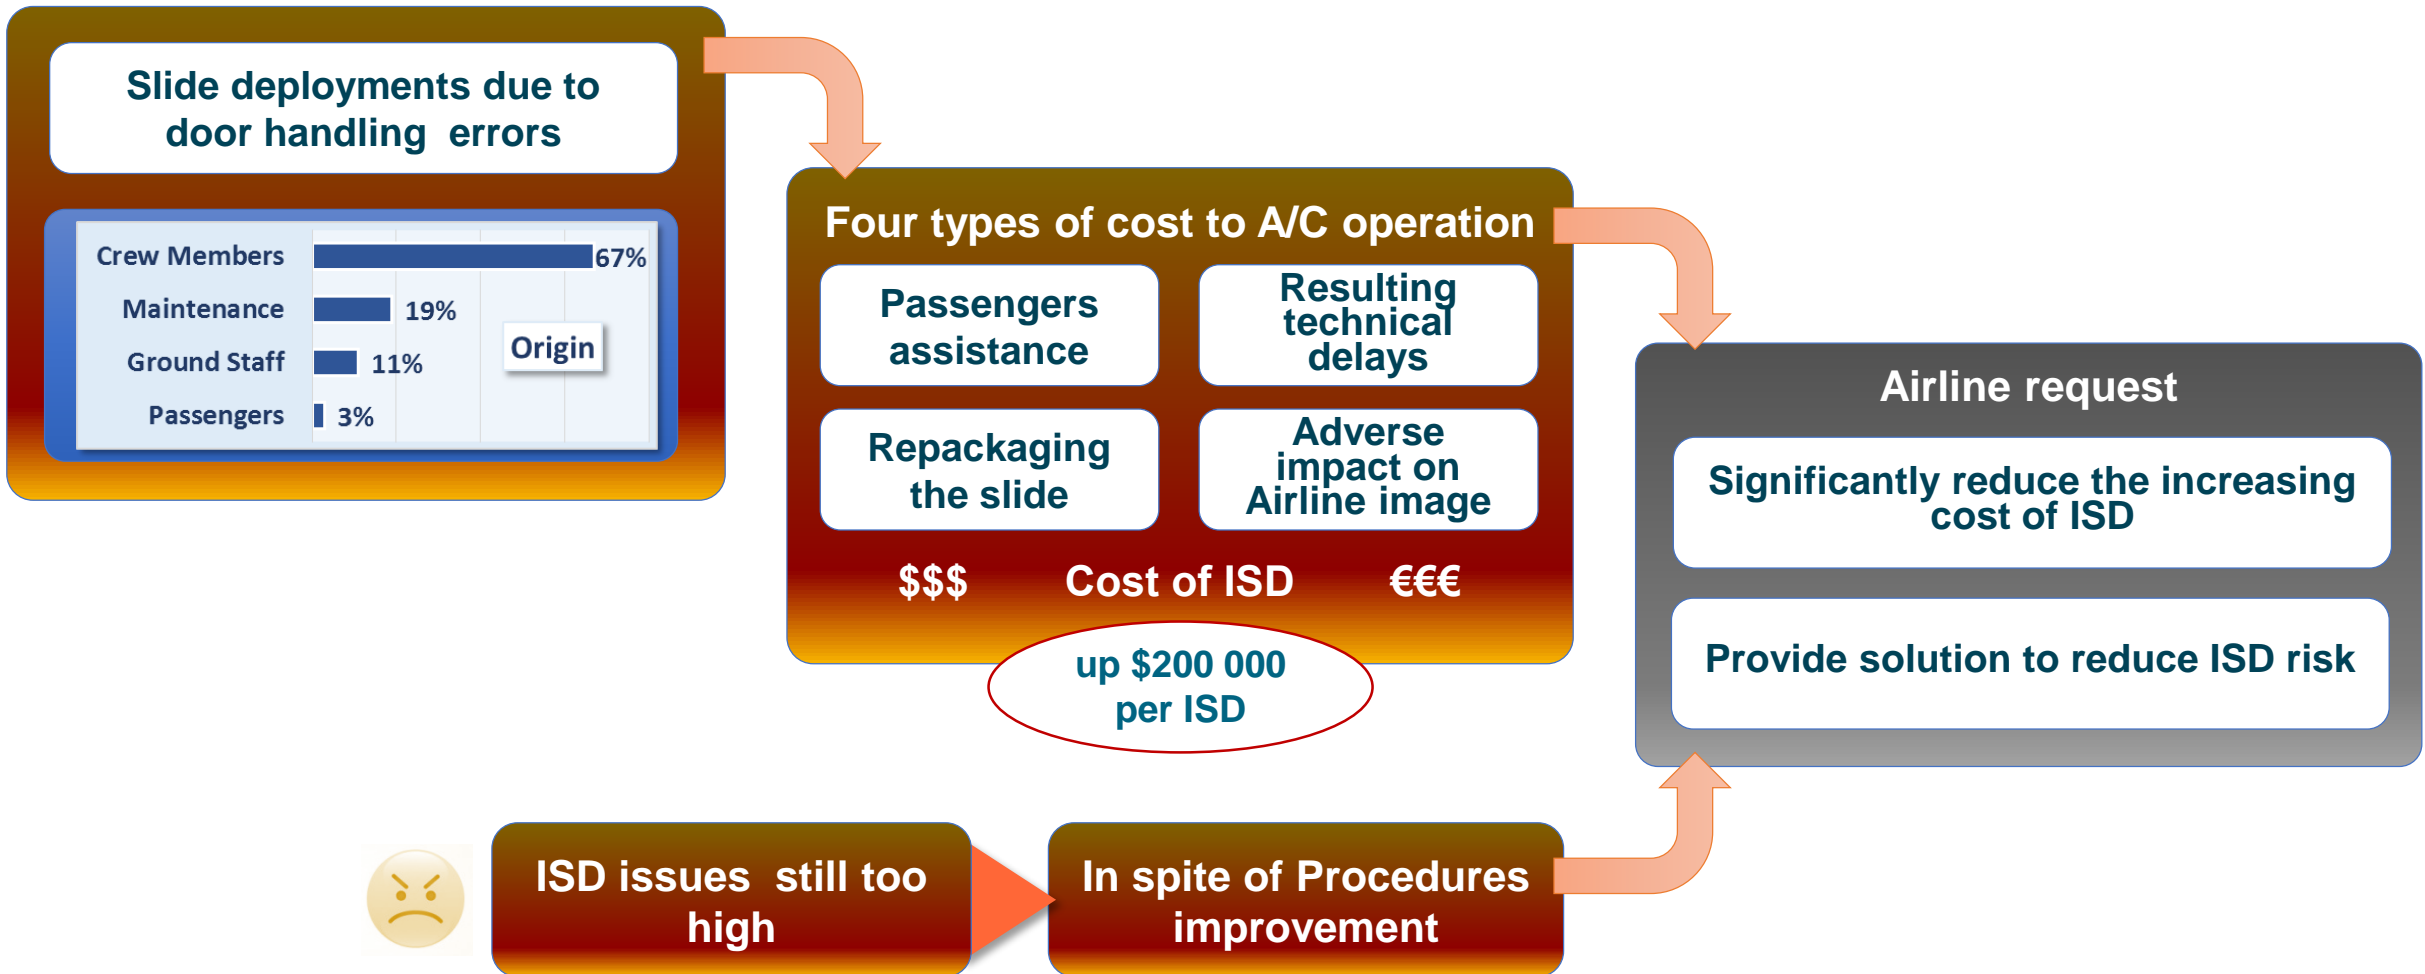 Slide deployments due to
door handling errors
Crew Members 67%
Maintenance 19%
Ground Staff 11%
Passengers 3%
Origin
Four types of cost to A/C operation
Passengers
assistance
Resulting
technical
delays
Repackaging
the slide
Adverse
impact on
Airline image
$$$ Cost of ISD €€€
up $200 000
per ISD
Airline request
Significantly reduce the increasing
cost of ISD
Provide solution to reduce ISD risk
ISD issues still too
high
In spite of Procedures
improvement